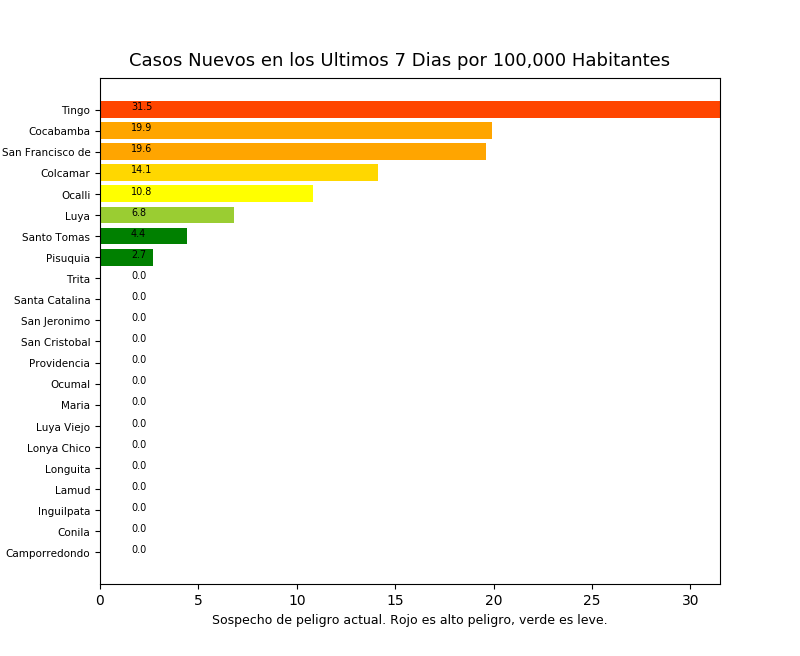 Casos Nuevos en los Ultimos 7 Dias por 100,000 Habitantes
Tingo 31.5
Cocabamba 19.9
San Francisco de 19.6
Colcamar 14.1
Ocalli 10.8
Luya 6.8
Santo Tomas 4.4
Pisuquia 2.7
Trita 0.0
Santa Catalina 0.0
San Jeronimo 0.0
San Cristobal 0.0
Providencia 0.0
Ocumal 0.0
Maria 0.0
Luya Viejo 0.0
Lonya Chico 0.0
Longuita 0.0
Lamud 0.0
Inguilpata 0.0
Conila 0.0
Camporredondo 0.0
0 5 10 15 20 25 30
Sospecho de peligro actual. Rojo es alto peligro, verde es leve.